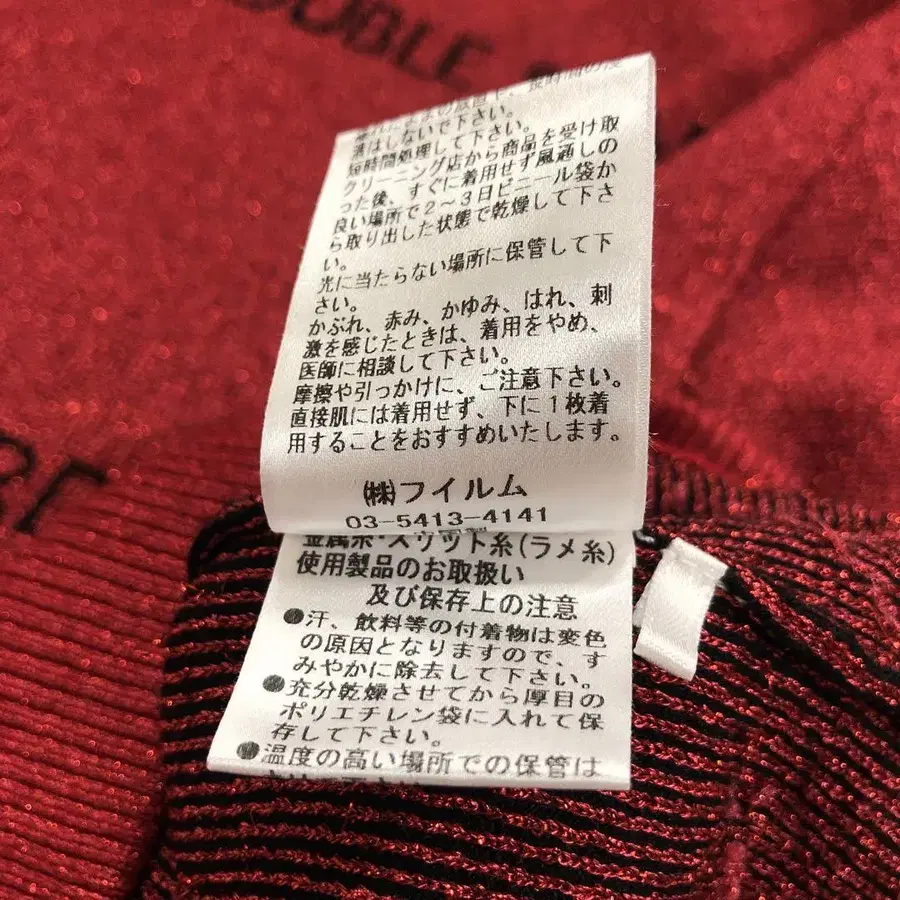 OUBLE
漬はしないで下さい。
短時間処理して下さい。
クリーニング店から商品を受け取
った後、すぐに着用せず風通しの
良い場所で2〜3日ビニール袋か
ら取り出した状態で乾燥して下さ
い。
光に当たらない場所に保管して下
さい。
かぶれ、赤み、かゆみ、はれ、刺
激を感じたときは、着用をやめ、
医師に相談して下さい。
摩擦や引っかけに、ご注意下さい。
直接肌には着用せず、下に1枚着
用することをおすすめいたします。
㈱フイルム
03-5413-4141
金属糸・スリット糸(ラメ糸)
使用製品のお取扱い
及び保存上の注意
●汗、飲料等の付着物は変色
の原因となりますので、す
みやかに除去して下さい。
●充分乾燥させてから厚目の
ポリエチレン袋に入れて保
存して下さい。
●温度の高い場所での保管は